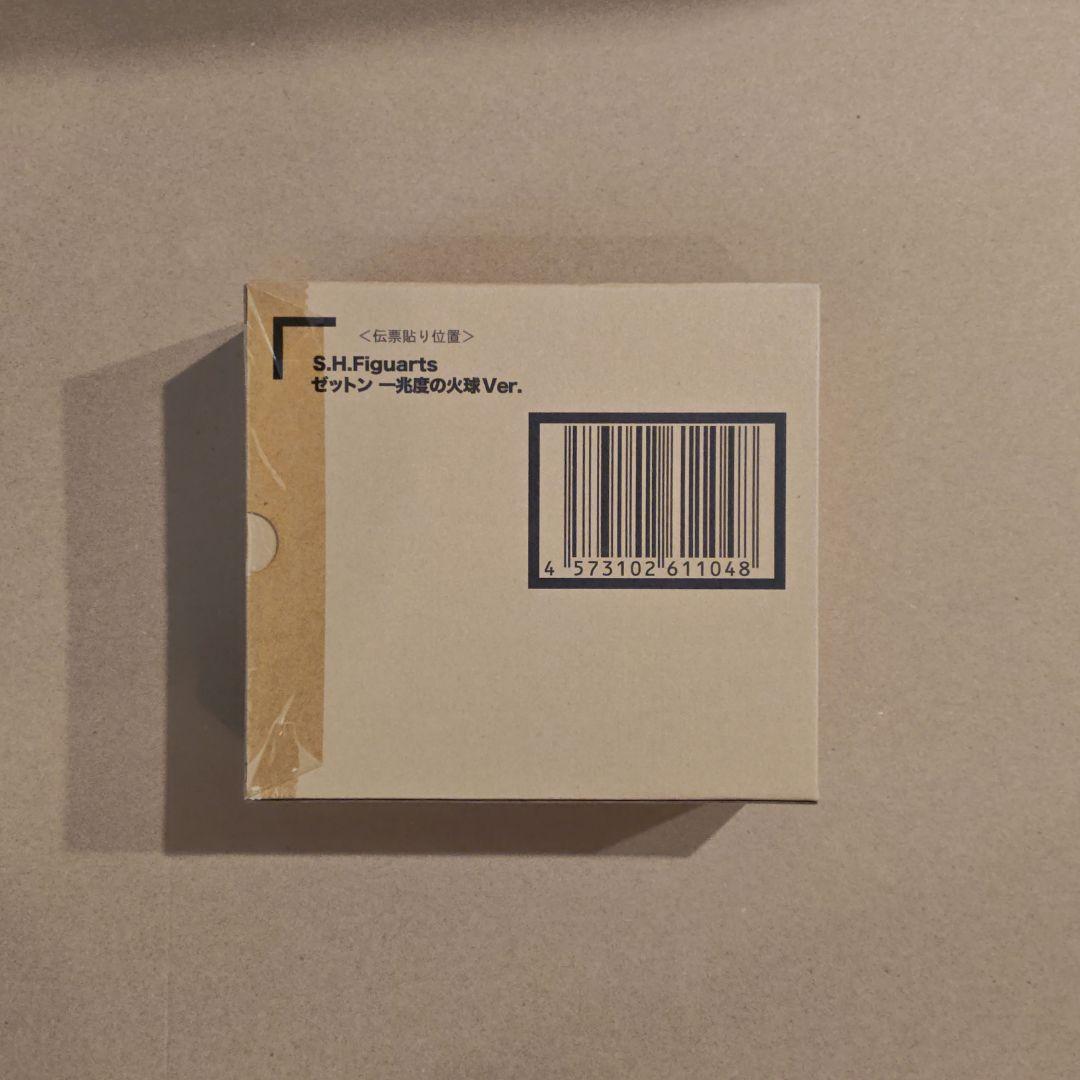 ＜伝票貼り位置＞
S.H.Figuarts
ゼットン 一兆度の火球Ver.
4 573102 611048